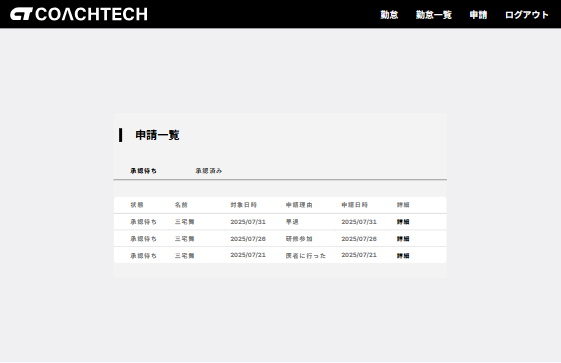 COACHTECH 勤怠 勤怠一覧 申請 ログアウト
申請一覧
承認待ち 承認済み
状態 名前 対象日時 申請理由 申請日時 詳細
承認待ち 三宅舞 2025/07/31 早退 2025/07/31 詳細
承認待ち 三宅舞 2025/07/26 研修参加 2025/07/26 詳細
承認待ち 三宅舞 2025/07/21 医者に行った 2025/07/21 詳細